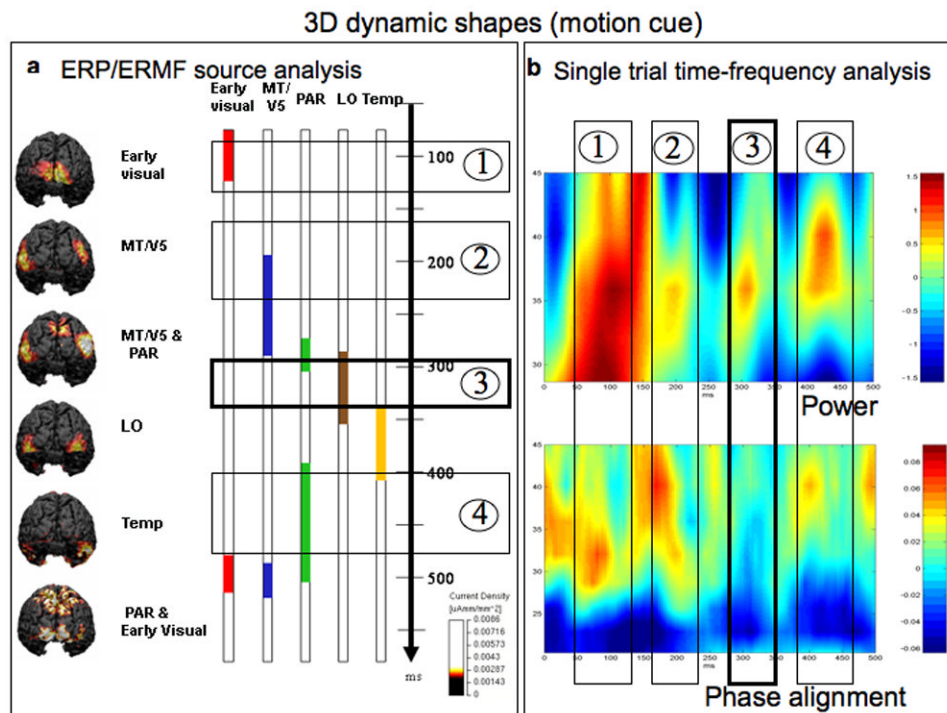 3D dynamic shapes (motion cue)
a ERP/ERMF source analysis
Early visual
MT/V5
PAR
LO
Temp
Early visual
MT/V5
MT/V5 & PAR
LO
Temp
PAR & Early Visual
1
2
3
4
100
200
300
400
500
ms
Current Density
[uAmm/mm^2]
0.0086
0.00716
0.00573
0.0043
0.00287
0.00143
0
b Single trial time-frequency analysis
1
2
3
4
45
40
35
30
0 50 100 150 200 250 300 350 400 450 500
ms
1.5
1
0.5
0
-0.5
-1
-1.5
Power
45
40
35
30
25
0 50 100 150 200 250 300 350 400 450 500
ms
0.08
0.06
0.04
0.02
0
-0.02
-0.04
-0.06
Phase alignment